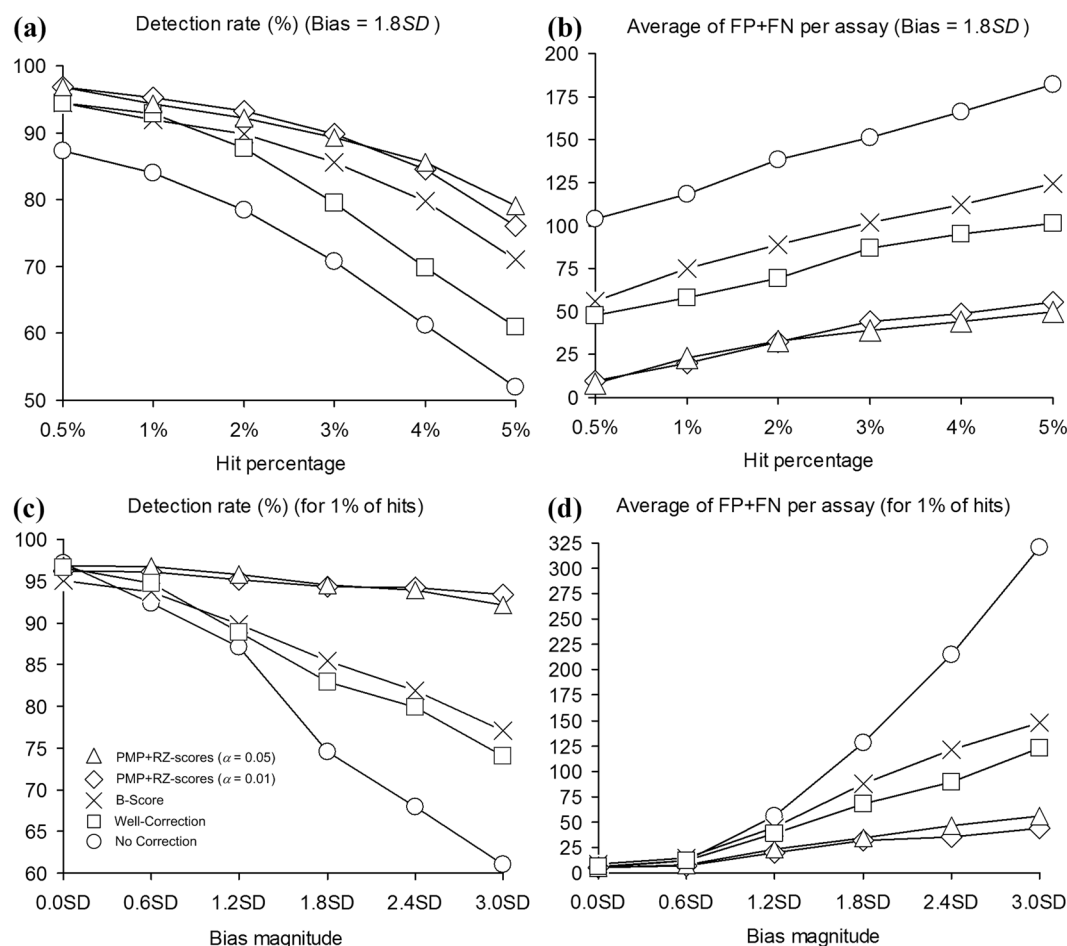 (a) Detection rate (%) (Bias = 1.8SD )
100
90
80
70
60
50
0.5% 1% 2% 3% 4% 5%
Hit percentage
(b) Average of FP+FN per assay (Bias = 1.8SD )
200
175
150
125
100
75
50
25
0
0.5% 1% 2% 3% 4% 5%
Hit percentage
(c) Detection rate (%) (for 1% of hits)
100
95
90
85
80
75
70
65
60
PMP+RZ-scores (α = 0.05)
PMP+RZ-scores (α = 0.01)
B-Score
Well-Correction
No Correction
0.0SD 0.6SD 1.2SD 1.8SD 2.4SD 3.0SD
Bias magnitude
(d) Average of FP+FN per assay (for 1% of hits)
325
300
275
250
225
200
175
150
125
100
75
50
25
0
0.0SD 0.6SD 1.2SD 1.8SD 2.4SD 3.0SD
Bias magnitude